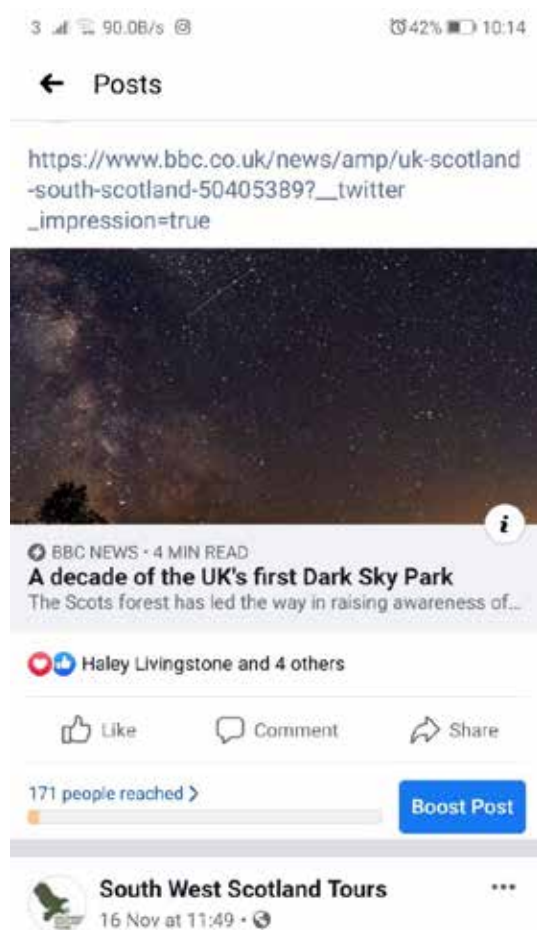 3 90.0B/s 42% 10:14
Posts
https://www.bbc.co.uk/news/amp/uk-scotland
-south-scotland-50405389?__twitter
_impression=true
i
BBC NEWS • 4 MIN READ
A decade of the UK's first Dark Sky Park
The Scots forest has led the way in raising awareness of...
Haley Livingstone and 4 others
Like Comment Share
171 people reached >
Boost Post
South West Scotland Tours
16 Nov at 11:49 •